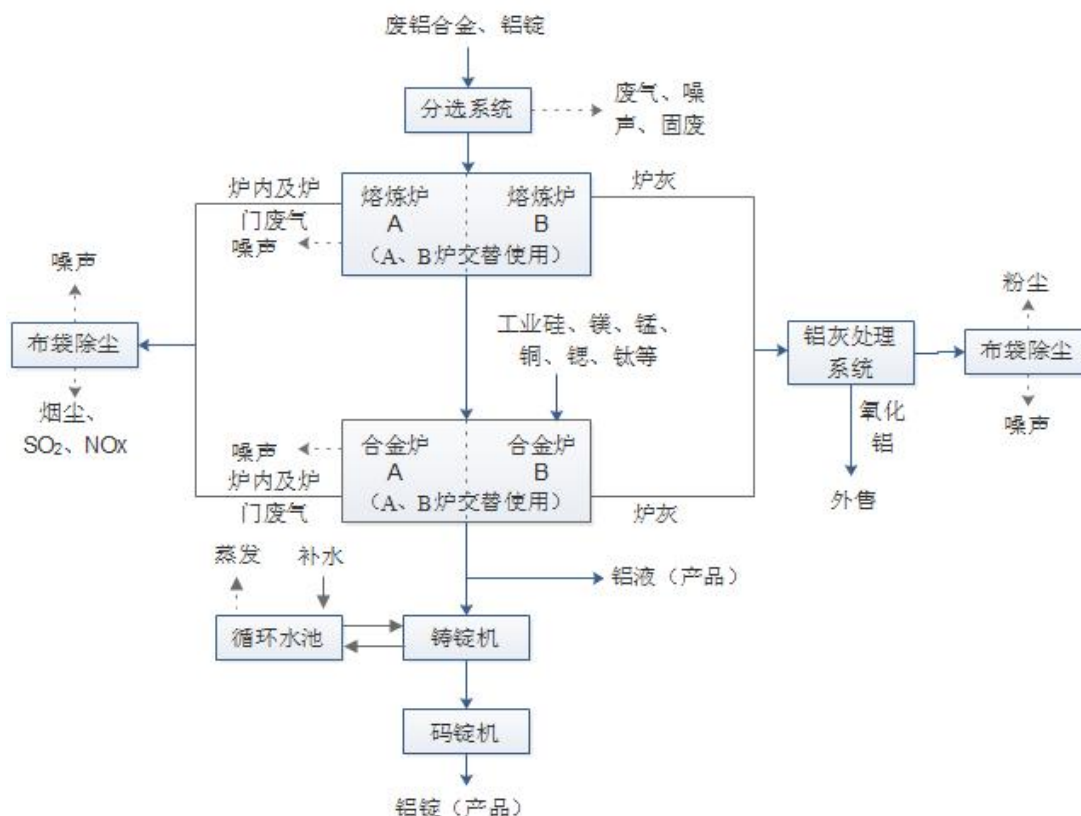 废铝合金、铝锭
分选系统
废气、噪
声、固废
炉内及炉
门废气
噪声
熔炼炉
A
熔炼炉
B
（A、B炉交替使用）
炉灰
噪声
布袋除尘
烟尘、
SO₂、NOx
工业硅、镁、锰、
铜、锶、钛等
铝灰处理
系统
粉尘
布袋除尘
噪声
氧化
铝
外售
噪声
炉内及炉
门废气
合金炉
A
合金炉
B
（A、B炉交替使用）
炉灰
蒸发
补水
铝液（产品）
循环水池
铸锭机
码锭机
铝锭（产品）